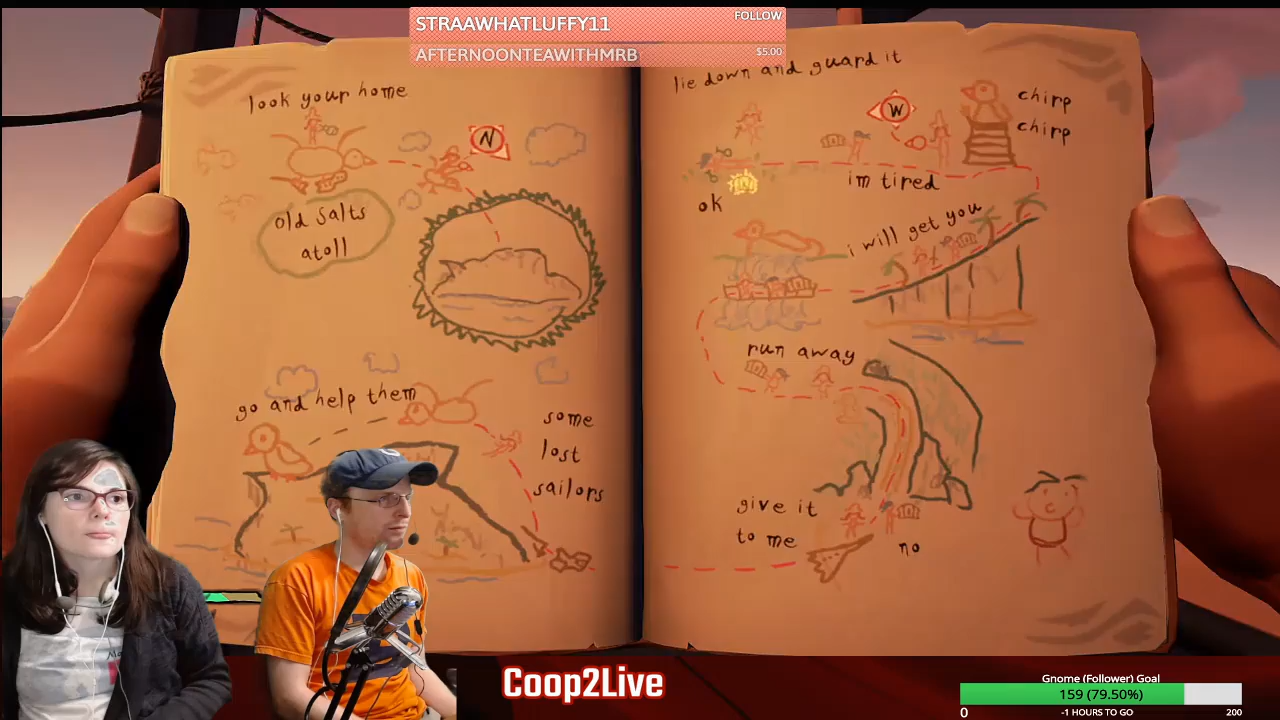 STRAAWHATLUFFY11
FOLLOW
AFTERNOONTEAWITHMRB
$5.00
look your home
N
old salts
atoll
go and help them
some
lost
sailors
lie down and guard it
W
chirp
chirp
im tired
ok
i will get you
run away
give it
to me
no
Coop2Live
Gnome (Follower) Goal
159 (79.50%)
0
-1 HOURS TO GO
200